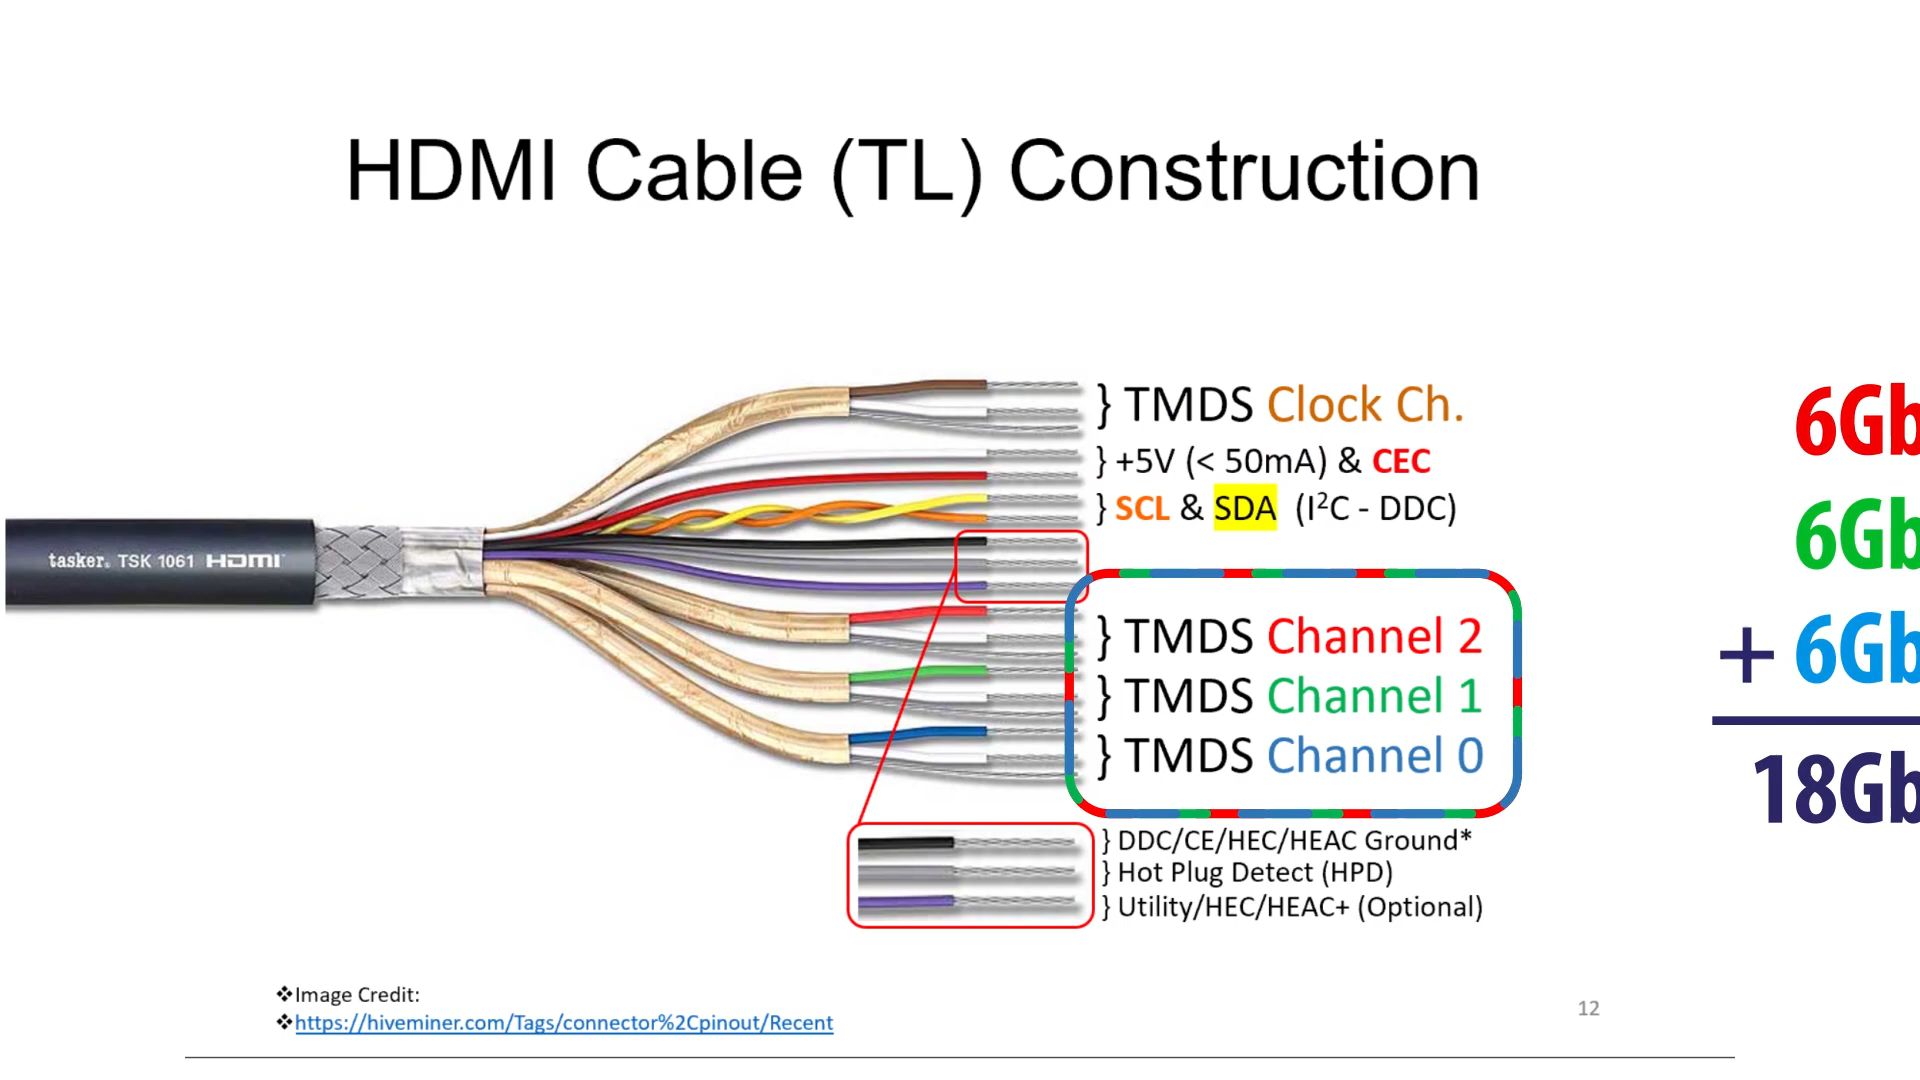 HDMI Cable (TL) Construction
} TMDS Clock Ch.
} +5V (< 50mA) & CEC
} SCL & SDA (I²C - DDC)
tasker. TSK 1061 HDMI
} TMDS Channel 2
} TMDS Channel 1
} TMDS Channel 0
} DDC/CE/HEC/HEAC Ground*
} Hot Plug Detect (HPD)
} Utility/HEC/HEAC+ (Optional)
6Gb
6Gb
+ 6Gb
18Gb
❖Image Credit:
❖https://hiveminer.com/Tags/connector%2Cpinout/Recent
12